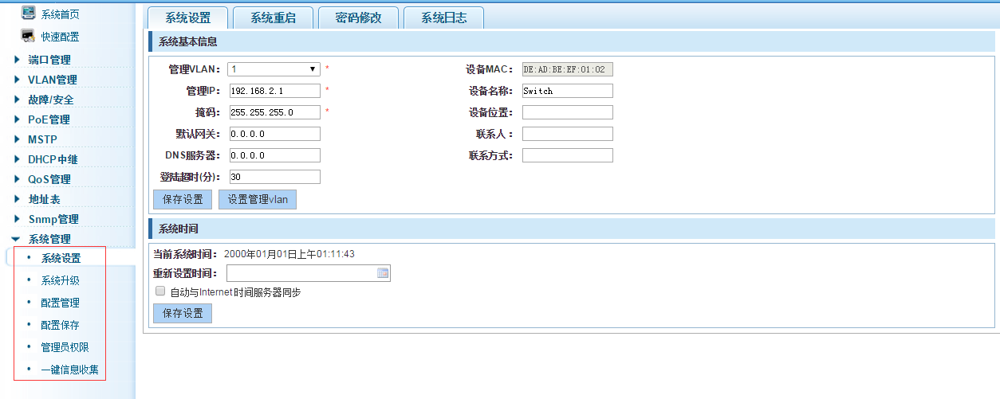 系统首页
快速配置
端口管理
VLAN管理
故障/安全
PoE管理
MSTP
DHCP中继
QoS管理
地址表
Snmp管理
系统管理
系统设置
系统升级
配置管理
配置保存
管理员权限
一键信息收集
系统设置 系统重启 密码修改 系统日志
系统基本信息
管理VLAN： 1 * 设备MAC： DE:AD:BE:EF:01:02
管理IP： 192.168.2.1 * 设备名称： Switch
掩码： 255.255.255.0 * 设备位置：
默认网关： 0.0.0.0 联系人：
DNS服务器： 0.0.0.0 联系方式：
登陆超时(分)： 30
保存设置 设置管理vlan
系统时间
当前系统时间： 2000年01月01日上午01:11:43
重新设置时间：
自动与Internet时间服务器同步
保存设置